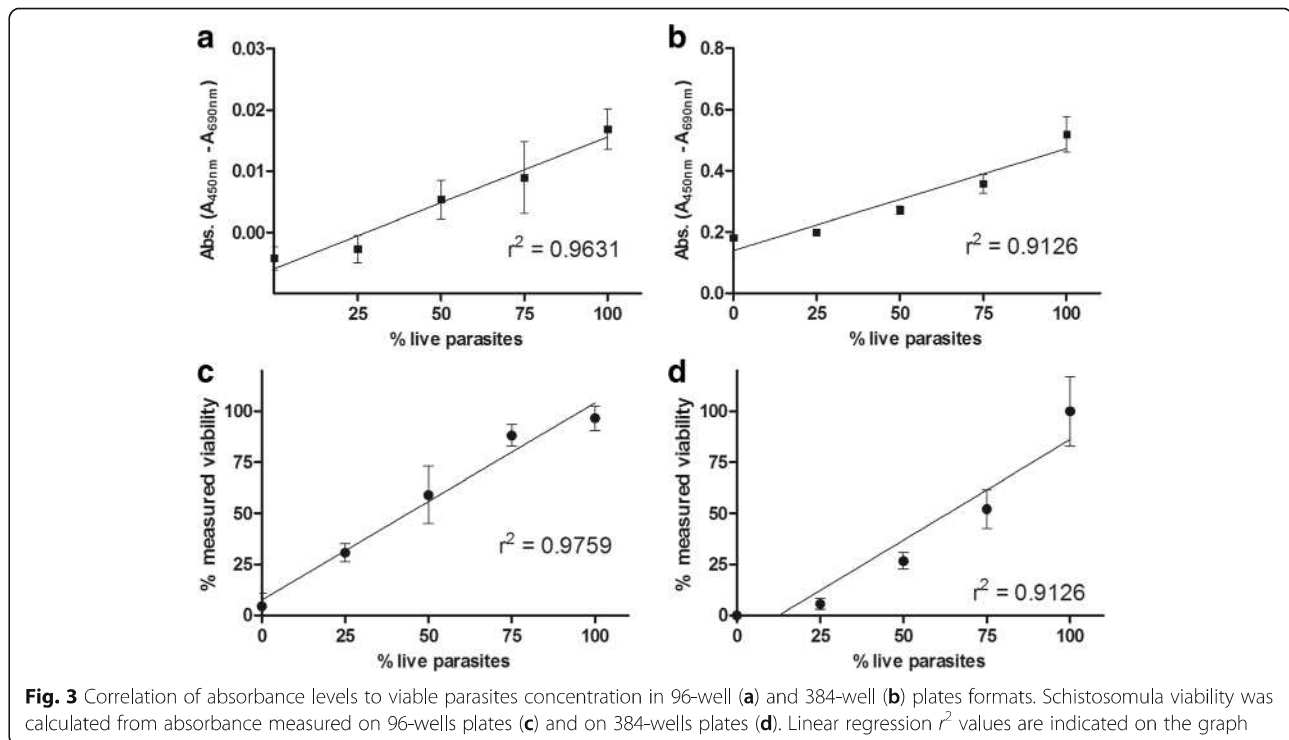 a
0.03
0.02
0.01
0.00
Abs. (A450nm - A690nm)
r² = 0.9631
25 50 75 100
% live parasites
b
0.8
0.6
0.4
0.2
0.0
Abs. (A450nm - A690nm)
r² = 0.9126
0 25 50 75 100
% live parasites
c
100
75
50
25
0
% measured viability
r² = 0.9759
0 25 50 75 100
% live parasites
d
100
75
50
25
0
% measured viability
r² = 0.9126
0 25 50 75 100
% live parasites
Fig. 3 Correlation of absorbance levels to viable parasites concentration in 96-well (a) and 384-well (b) plates formats. Schistosomula viability was
calculated from absorbance measured on 96-wells plates (c) and on 384-wells plates (d). Linear regression r² values are indicated on the graph